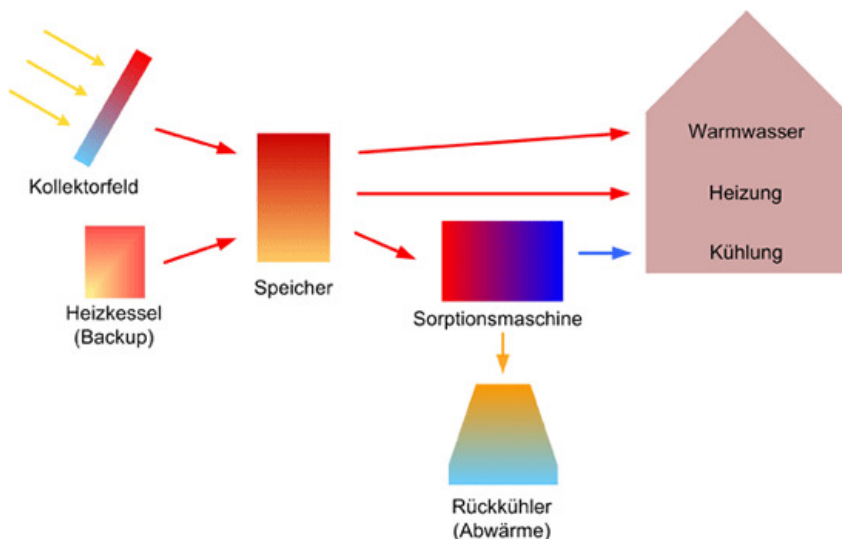 Kollektorfeld
Heizkessel
(Backup)
Speicher
Sorptionsmaschine
Rückkühler
(Abwärme)
Warmwasser
Heizung
Kühlung